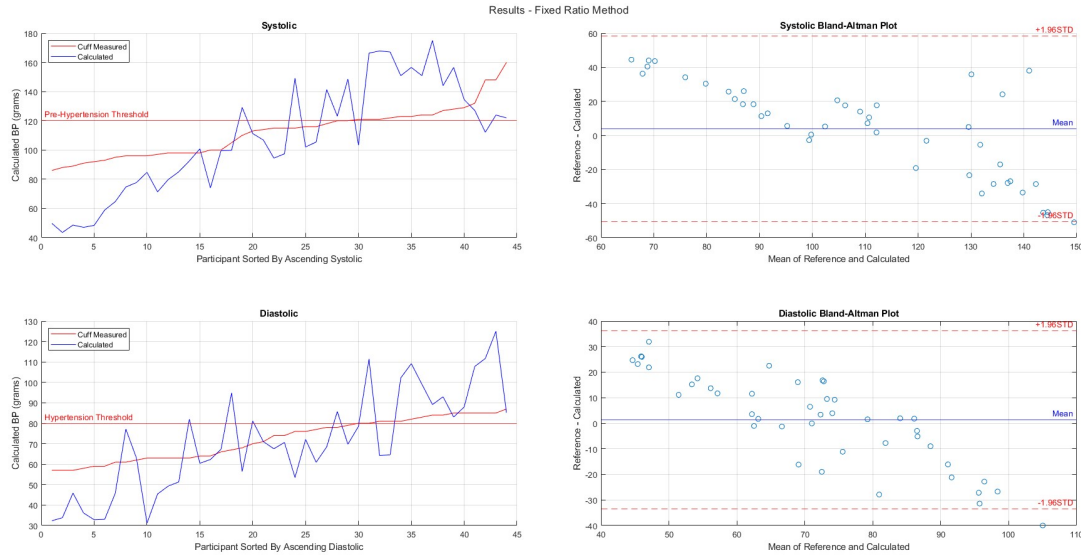 Results - Fixed Ratio Method
Systolic
Cuff Measured
Calculated
Pre-Hypertension Threshold
Calculated BP (grams)
180
160
140
120
100
80
60
40
0 5 10 15 20 25 30 35 40 45
Participant Sorted By Ascending Systolic
Systolic Bland-Altman Plot
+1.96STD
Mean
-1.96STD
Reference - Calculated
60
40
20
0
-20
-40
-60
60 70 80 90 100 110 120 130 140 150
Mean of Reference and Calculated
Diastolic
Cuff Measured
Calculated
Hypertension Threshold
Calculated BP (grams)
130
120
110
100
90
80
70
60
50
40
30
0 5 10 15 20 25 30 35 40 45
Participant Sorted By Ascending Diastolic
Diastolic Bland-Altman Plot
+1.96STD
Mean
-1.96STD
Reference - Calculated
40
30
20
10
0
-10
-20
-30
-40
40 50 60 70 80 90 100 110
Mean of Reference and Calculated